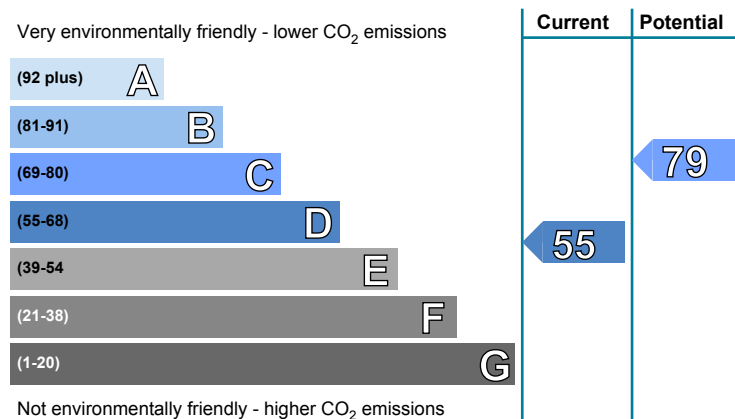 Very environmentally friendly - lower CO₂ emissions
Current
Potential
(92 plus) A
(81-91) B
(69-80) C
79
(55-68) D
55
(39-54 E
(21-38) F
(1-20) G
Not environmentally friendly - higher CO₂ emissions